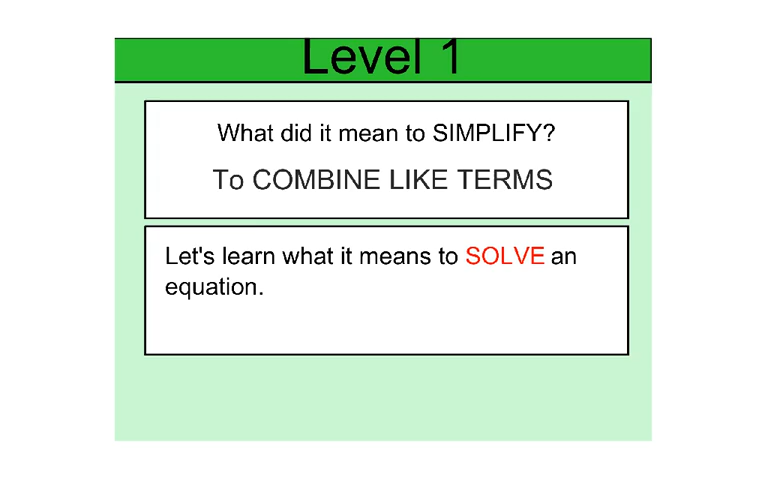 Level 1
What did it mean to SIMPLIFY?
To COMBINE LIKE TERMS
Let's learn what it means to SOLVE an
equation.